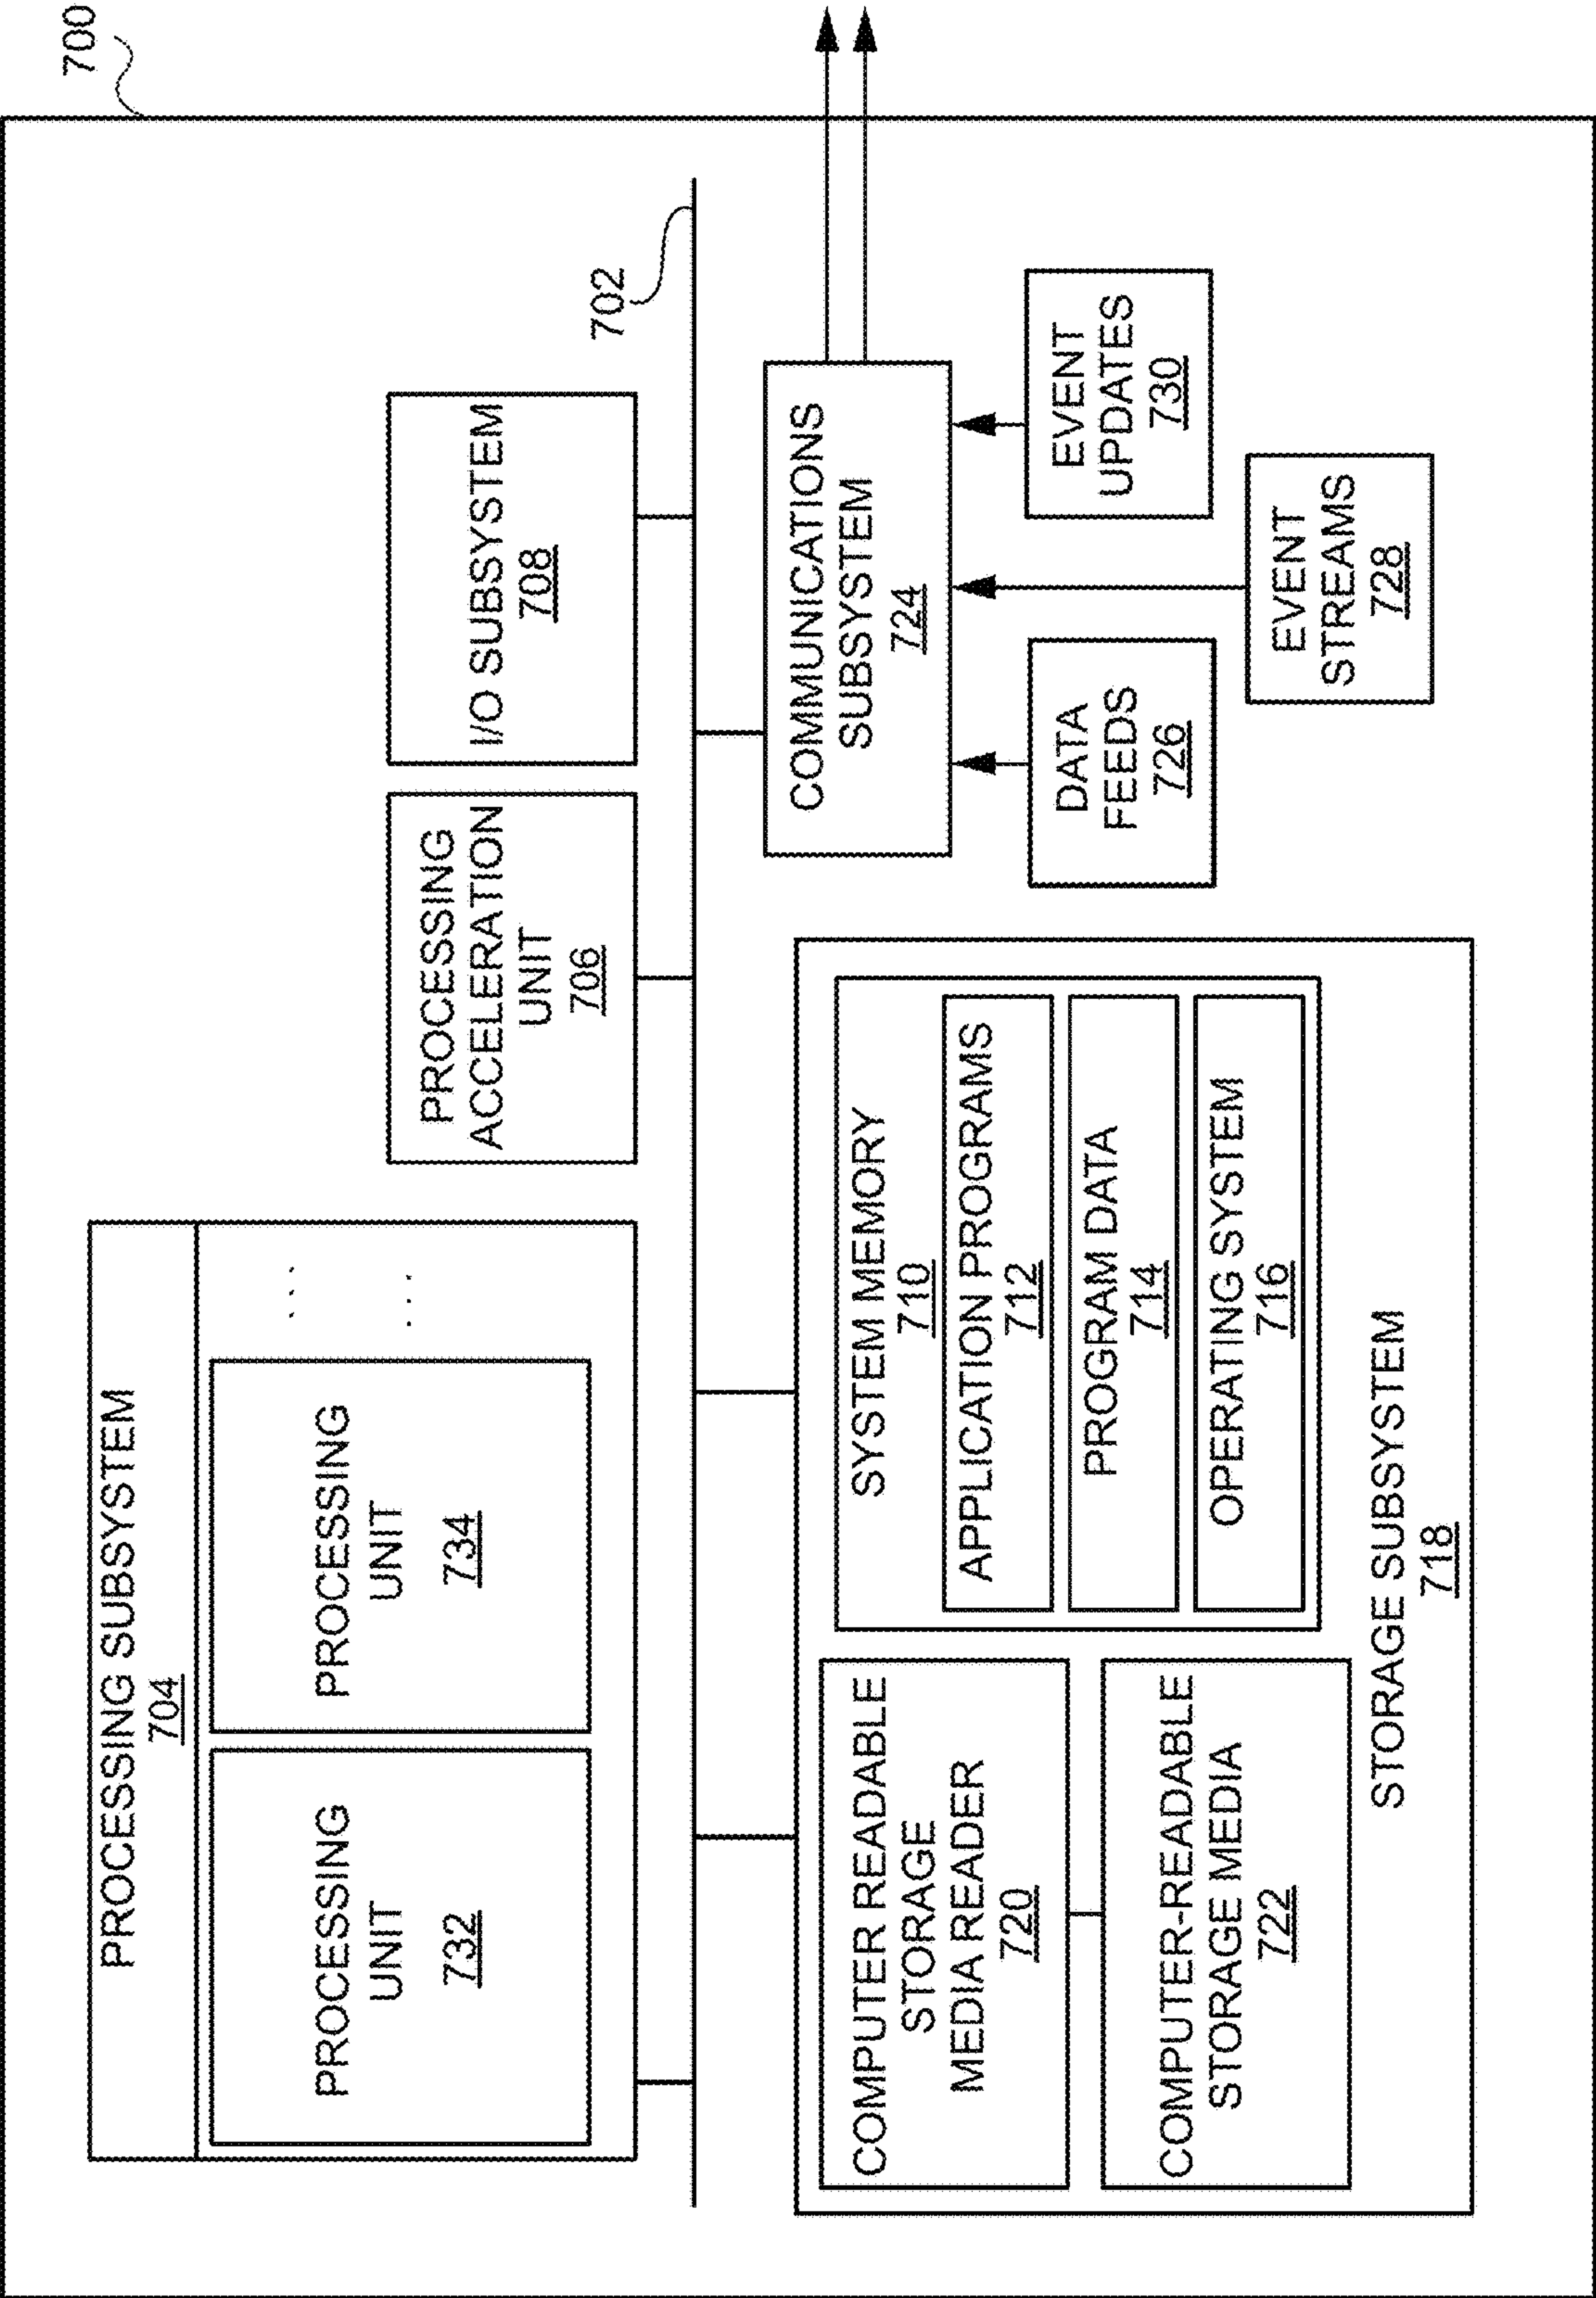 700
PROCESSING SUBSYSTEM
704
PROCESSING
UNIT
732
PROCESSING
UNIT
734
. . .
. . .
PROCESSING
ACCELERATION
UNIT
706
I/O SUBSYSTEM
708
702
COMPUTER READABLE
STORAGE
MEDIA READER
720
COMPUTER-READABLE
STORAGE MEDIA
722
SYSTEM MEMORY
710
APPLICATION PROGRAMS
712
PROGRAM DATA
714
OPERATING SYSTEM
716
STORAGE SUBSYSTEM
718
COMMUNICATIONS
SUBSYSTEM
724
DATA
FEEDS
726
EVENT
STREAMS
728
EVENT
UPDATES
730